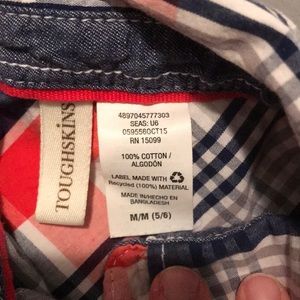 TOUGHSKINS
4897045777303
SEAS: U6
059556OCT15
RN 15099
100% COTTON /
ALGODÓN
LABEL MADE WITH
Recycled (100%) MATERIAL
MADE IN/HECHO EN
BANGLADESH
M/M (5/6)